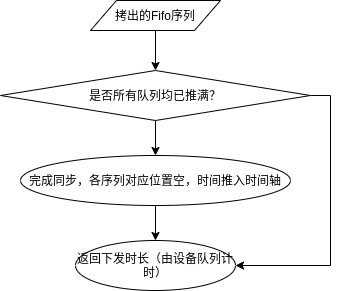 拷出的Fifo序列
是否所有队列均已推满？
完成同步，各序列对应位置空，时间推入时间轴
返回下发时长（由设备队列计
时）